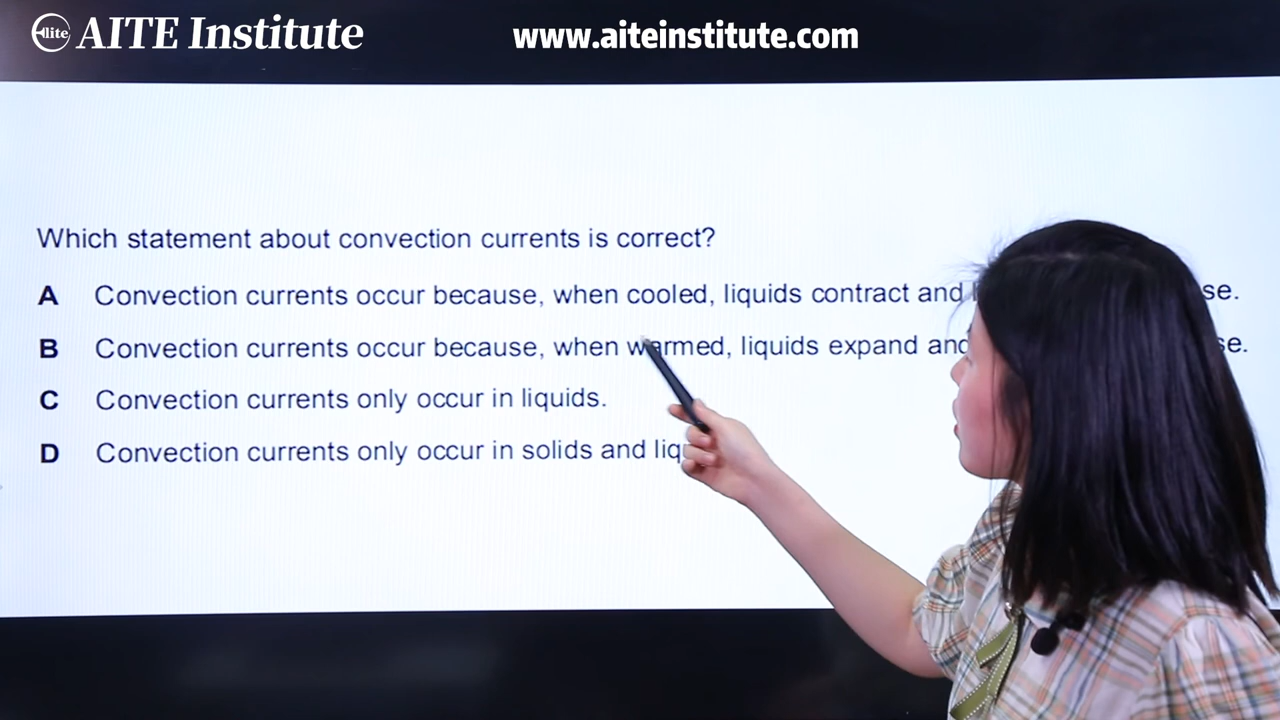 Elite AITE Institute
www.aiteinstitute.com
Which statement about convection currents is correct?
A Convection currents occur because, when cooled, liquids contract and
B Convection currents occur because, when warmed, liquids expand and
C Convection currents only occur in liquids.
D Convection currents only occur in solids and